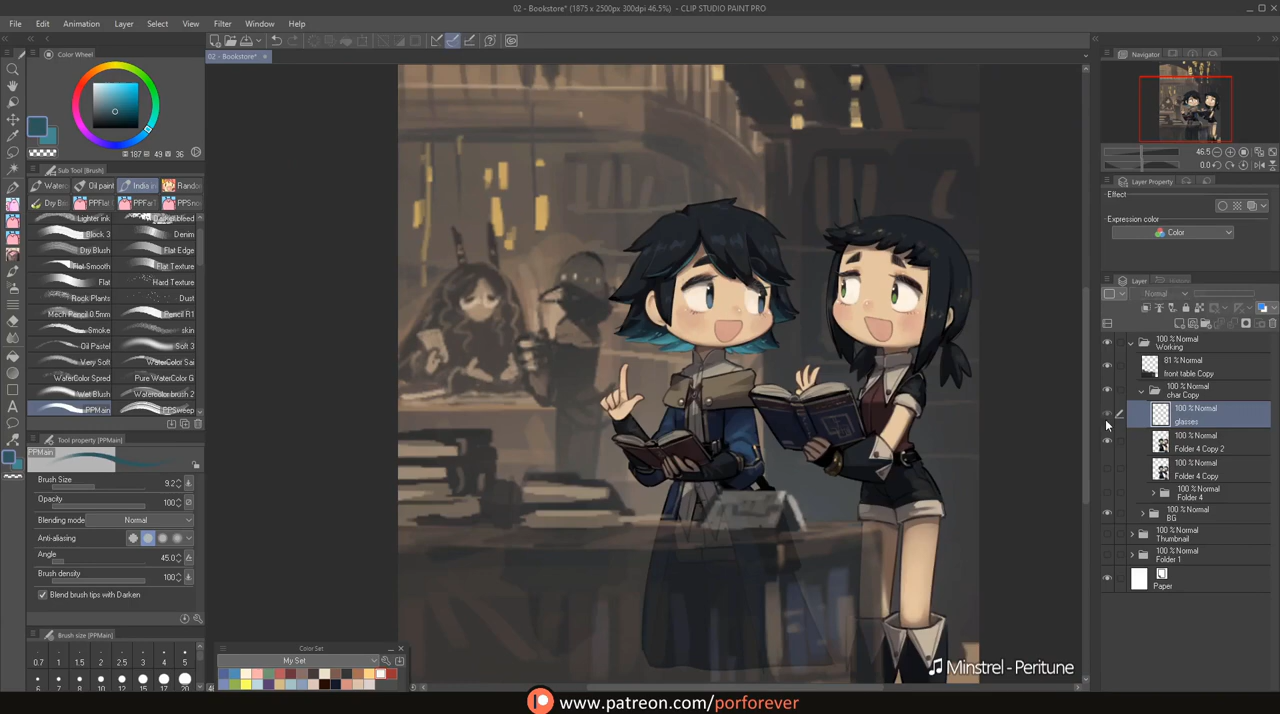 02 - Bookstore* (1875 x 2500px 300dpi 46.5%) - CLIP STUDIO PAINT PRO
File Edit Animation Layer Select View Filter Window Help
Color Wheel
02 - Bookstore*
187 49 36
Sub Tool[Brush]
Oil paint
Lighter ink
Block 3 Denim
Dry Brush Flat Edge
Flat Smooth Flat Texture
Flat Hard Texture
Rock Plants Dust
Mech Pencil 0.5mm Pencil R1
Smoke skin
Oil Pastel Soft 3
Very Soft WaterColor Sai
WaterColor Spred Pure WaterColor G
Wet Blush Watercolor brush 2
PPMain PPSweep
Tool property [PPMain]
PPMain
Brush Size 9.2
Opacity 100
Blending mode Normal
Anti-aliasing
Angle 45.0
Brush density 100
Blend brush tips with Darken
Brush size [PPMain]
0.7 1 1.5 2 2.5 3 4 5
6 7 8 10 12 15 17 20
Color Set
My Set
Navigator
46.5
0.0
Layer Property
Effect
Expression color
Color
Layer
Normal
100 % Normal
Working
81 % Normal
front table Copy
100 % Normal
char Copy
100 % Normal
glasses
100 % Normal
Folder 4 Copy 2
100 % Normal
Folder 4 Copy
100 % Normal
Folder 4
100 % Normal
BG
100 % Normal
Thumbnail
100 % Normal
Folder 1
Paper
Minstrel - Peritune
www.patreon.com/porforever